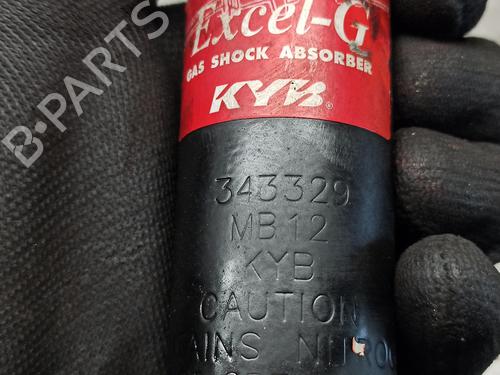 Excel-G
GAS SHOCK ABSORBER
KYB
343329
MB12
KYB
CAUTION
B-PARTS